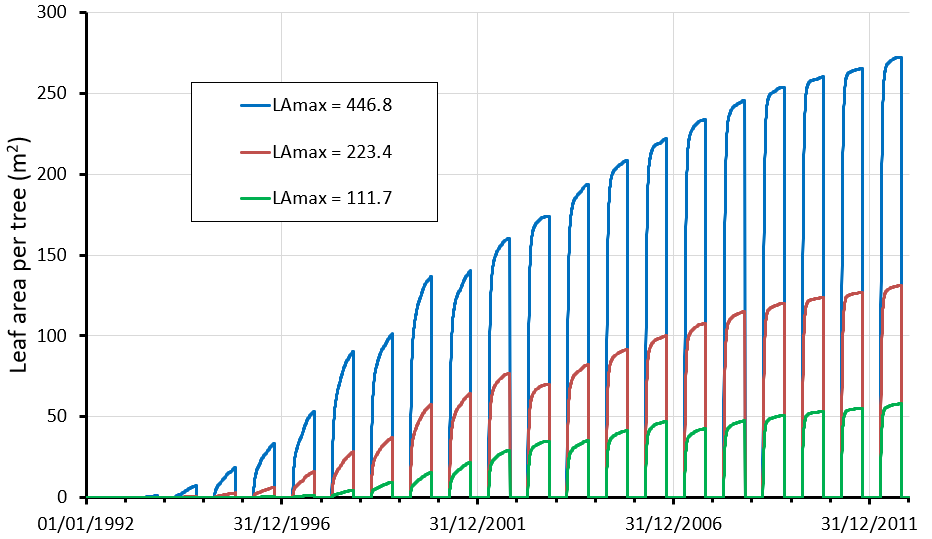 300
250
200
150
100
50
0
Leaf area per tree (m²)
LAmax = 446.8
LAmax = 223.4
LAmax = 111.7
01/01/1992 31/12/1996 31/12/2001 31/12/2006 31/12/2011